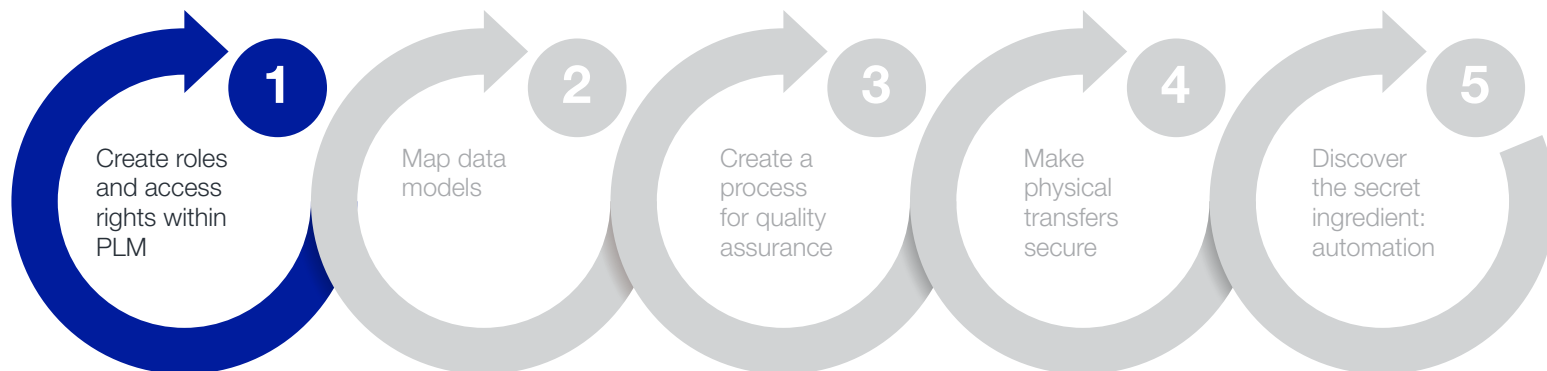 1
Create roles
and access
rights within
PLM
2
Map data
models
3
Create a
process
for quality
assurance
4
Make
physical
transfers
secure
5
Discover
the secret
ingredient:
automation